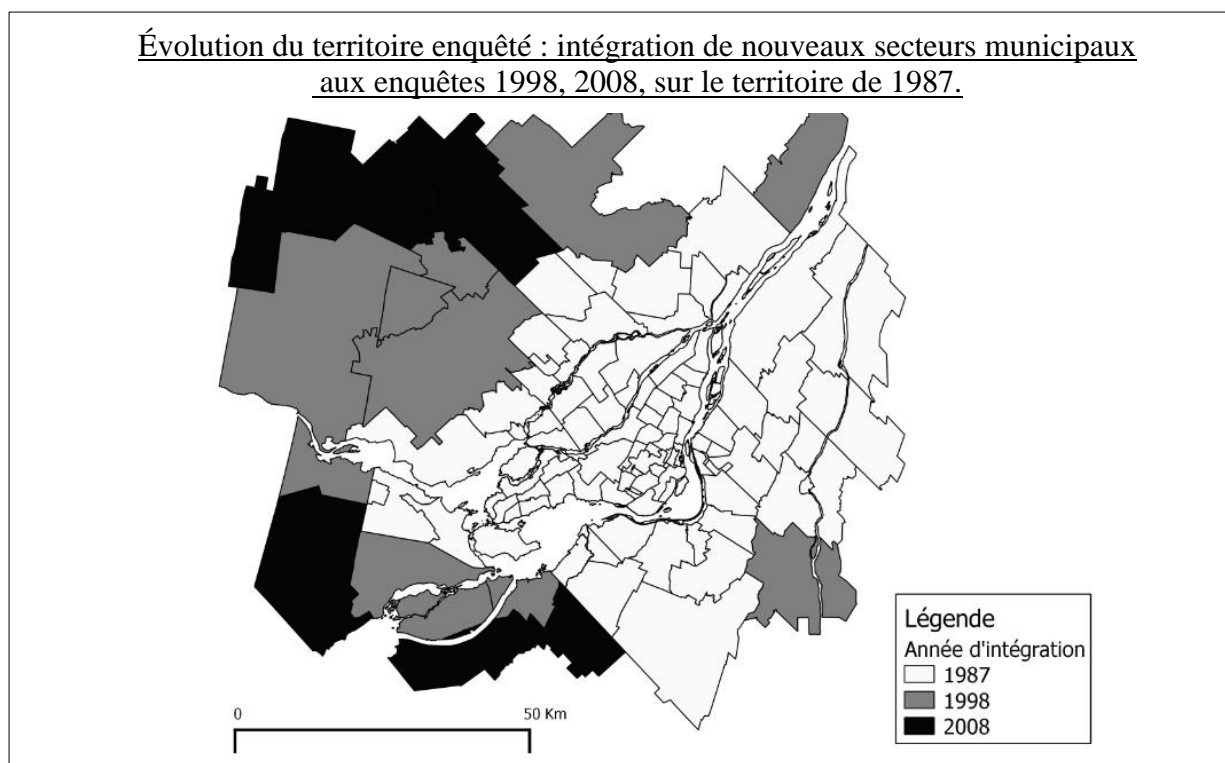 Évolution du territoire enquêté : intégration de nouveaux secteurs municipaux
aux enquêtes 1998, 2008, sur le territoire de 1987.
Légende
Année d'intégration
1987
1998
2008
0
50 Km